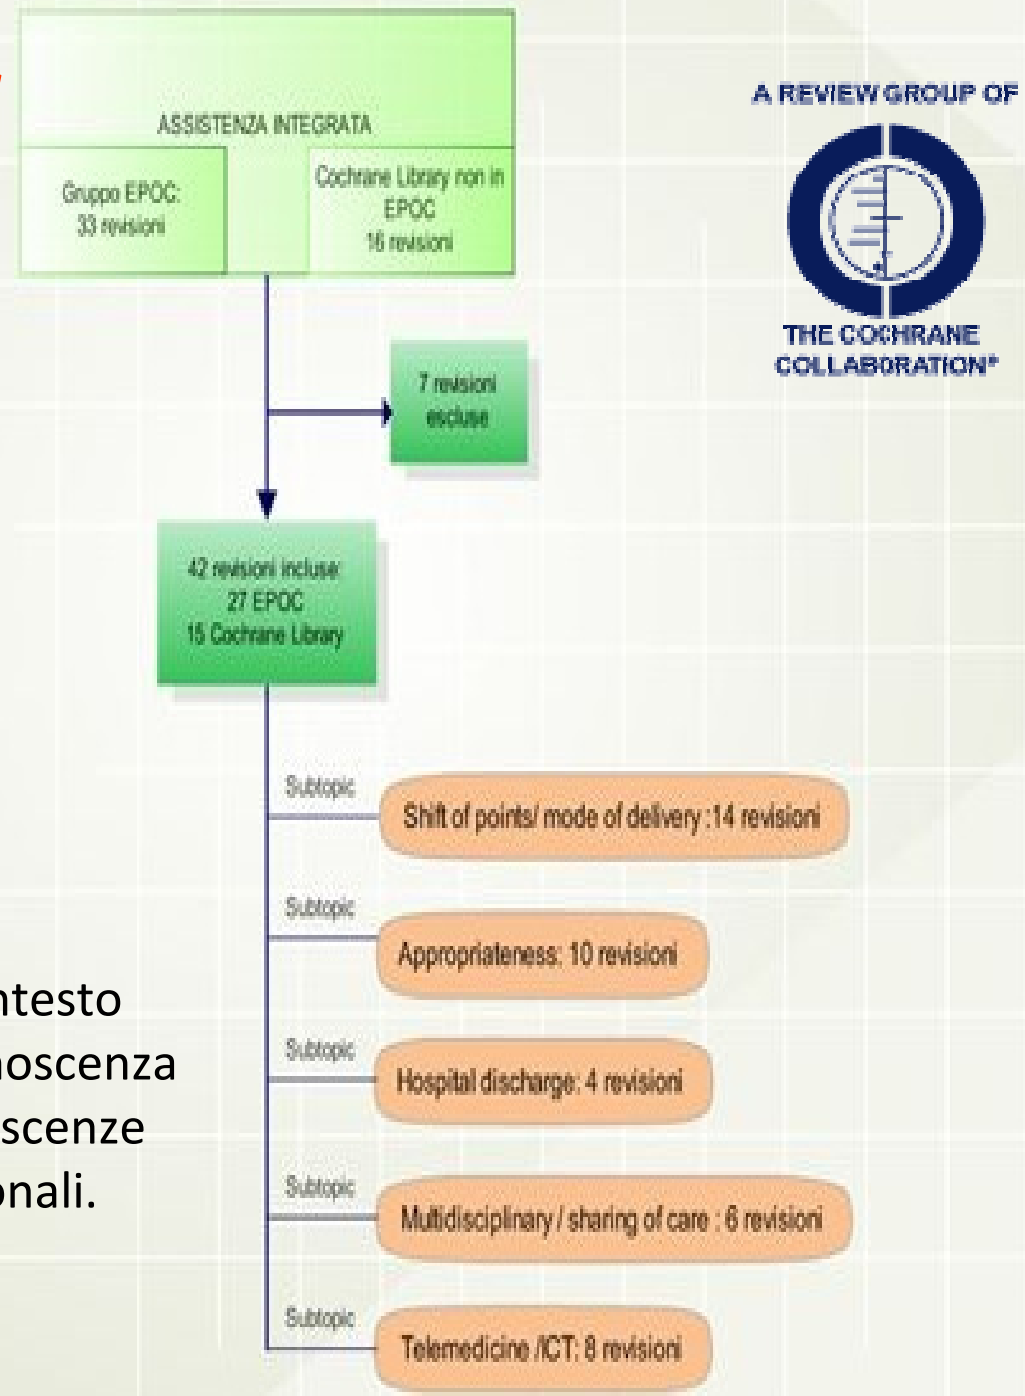 ASSISTENZA INTEGRATA
Gruppo EPOC:
33 revisioni
Cochrane Library non in
EPOC
16 revisioni
A REVIEW GROUP OF
THE COCHRANE
COLLABORATION®
7 revisioni
escluse
42 revisioni incluse:
27 EPOC
15 Cochrane Library
Subtopic
Shift of points/ mode of delivery :14 revisioni
Subtopic
Appropriateness: 10 revisioni
ntesto
noscenza
scenze
onali.
Subtopic
Hospital discharge: 4 revisioni
Subtopic
Multidisciplinary / sharing of care : 6 revisioni
Subtopic
Telemedicine /ICT: 8 revisioni